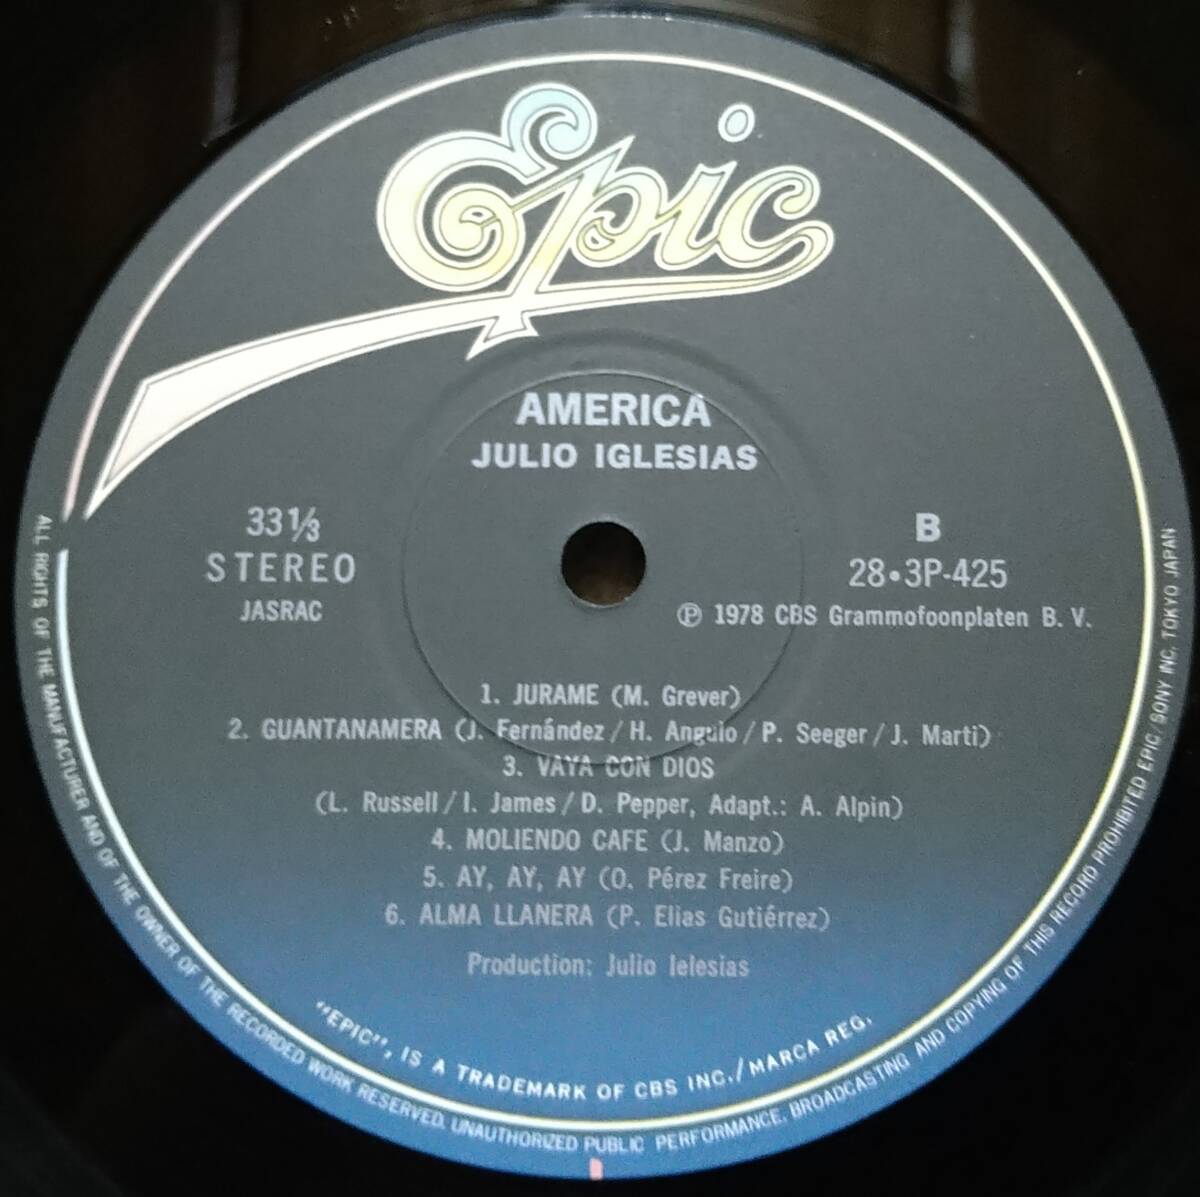 Epic
AMERICA
JULIO IGLESIAS
33 1/3
STEREO
JASRAC
B
28•3P-425
Ⓟ 1978 CBS Grammofoonplaten B. V.
1. JURAME (M. Grever)
2. GUANTANAMERA (J. Fernández/H. Anguio/P. Seeger/J. Marti)
3. VAYA CON DIOS
(L. Russell/I. James/D. Pepper, Adapt.: A. Alpin)
4. MOLIENDO CAFE (J. Manzo)
5. AY, AY, AY (O. Pérez Freire)
6. ALMA LLANERA (P. Elias Gutiérrez)
Production: Julio Ielesias
"EPIC", IS A TRADEMARK OF CBS INC./MARCA REG.
ALL RIGHTS OF THE MANUFACTURER AND OF THE OWNER OF THE RECORDED WORK RESERVED. UNAUTHORIZED PUBLIC PERFORMANCE, BROADCASTING AND COPYING OF THIS RECORD PROHIBITED EPIC/SONY INC. TOKYO JAPAN